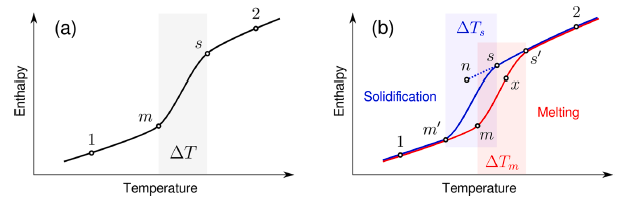 (a)
Enthalpy
1
m
s
2
ΔT
Temperature
(b)
Enthalpy
ΔT_s
2
n
s
s′
x
Solidification
Melting
m′
m
1
ΔT_m
Temperature